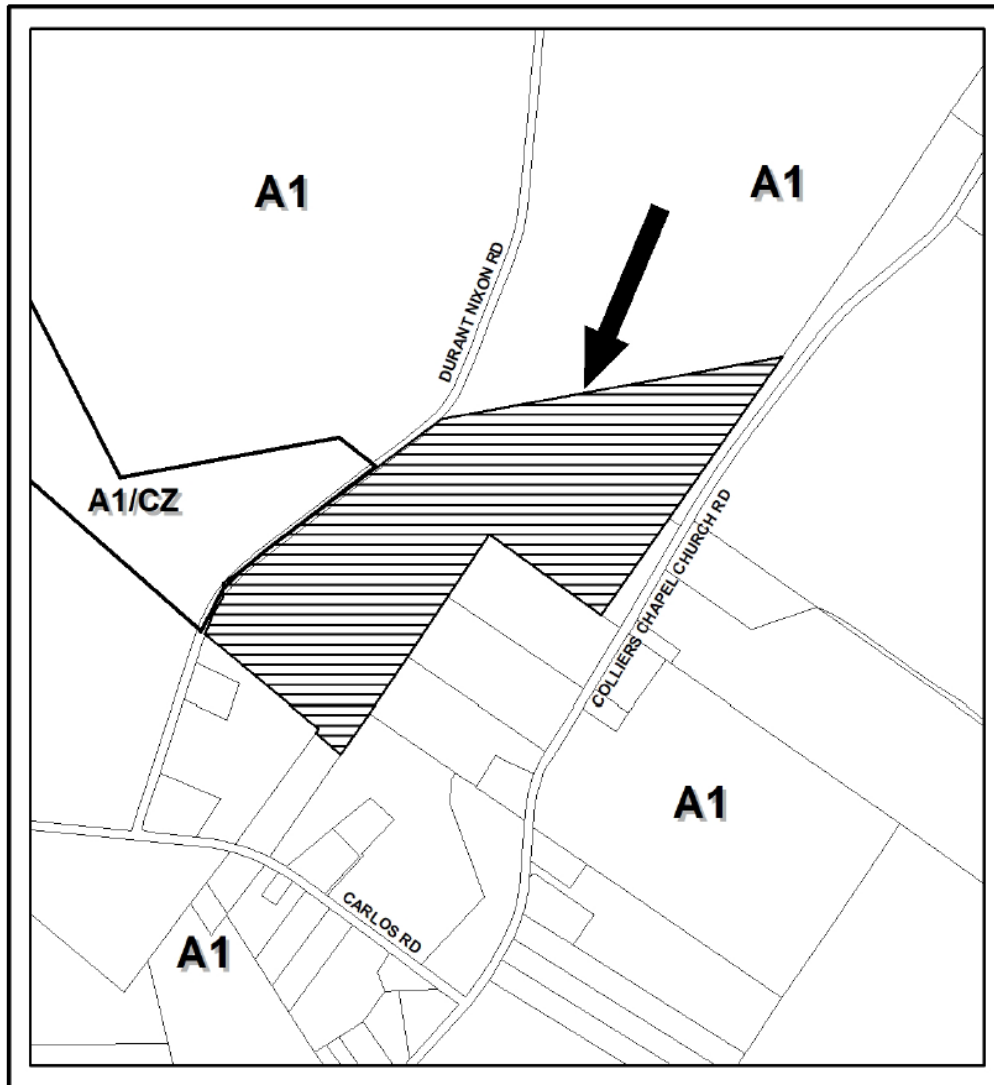 A1
A1
DURANT NIXON RD
A1/CZ
COLLIERS CHAPEL CHURCH RD
A1
CARLOS RD
A1